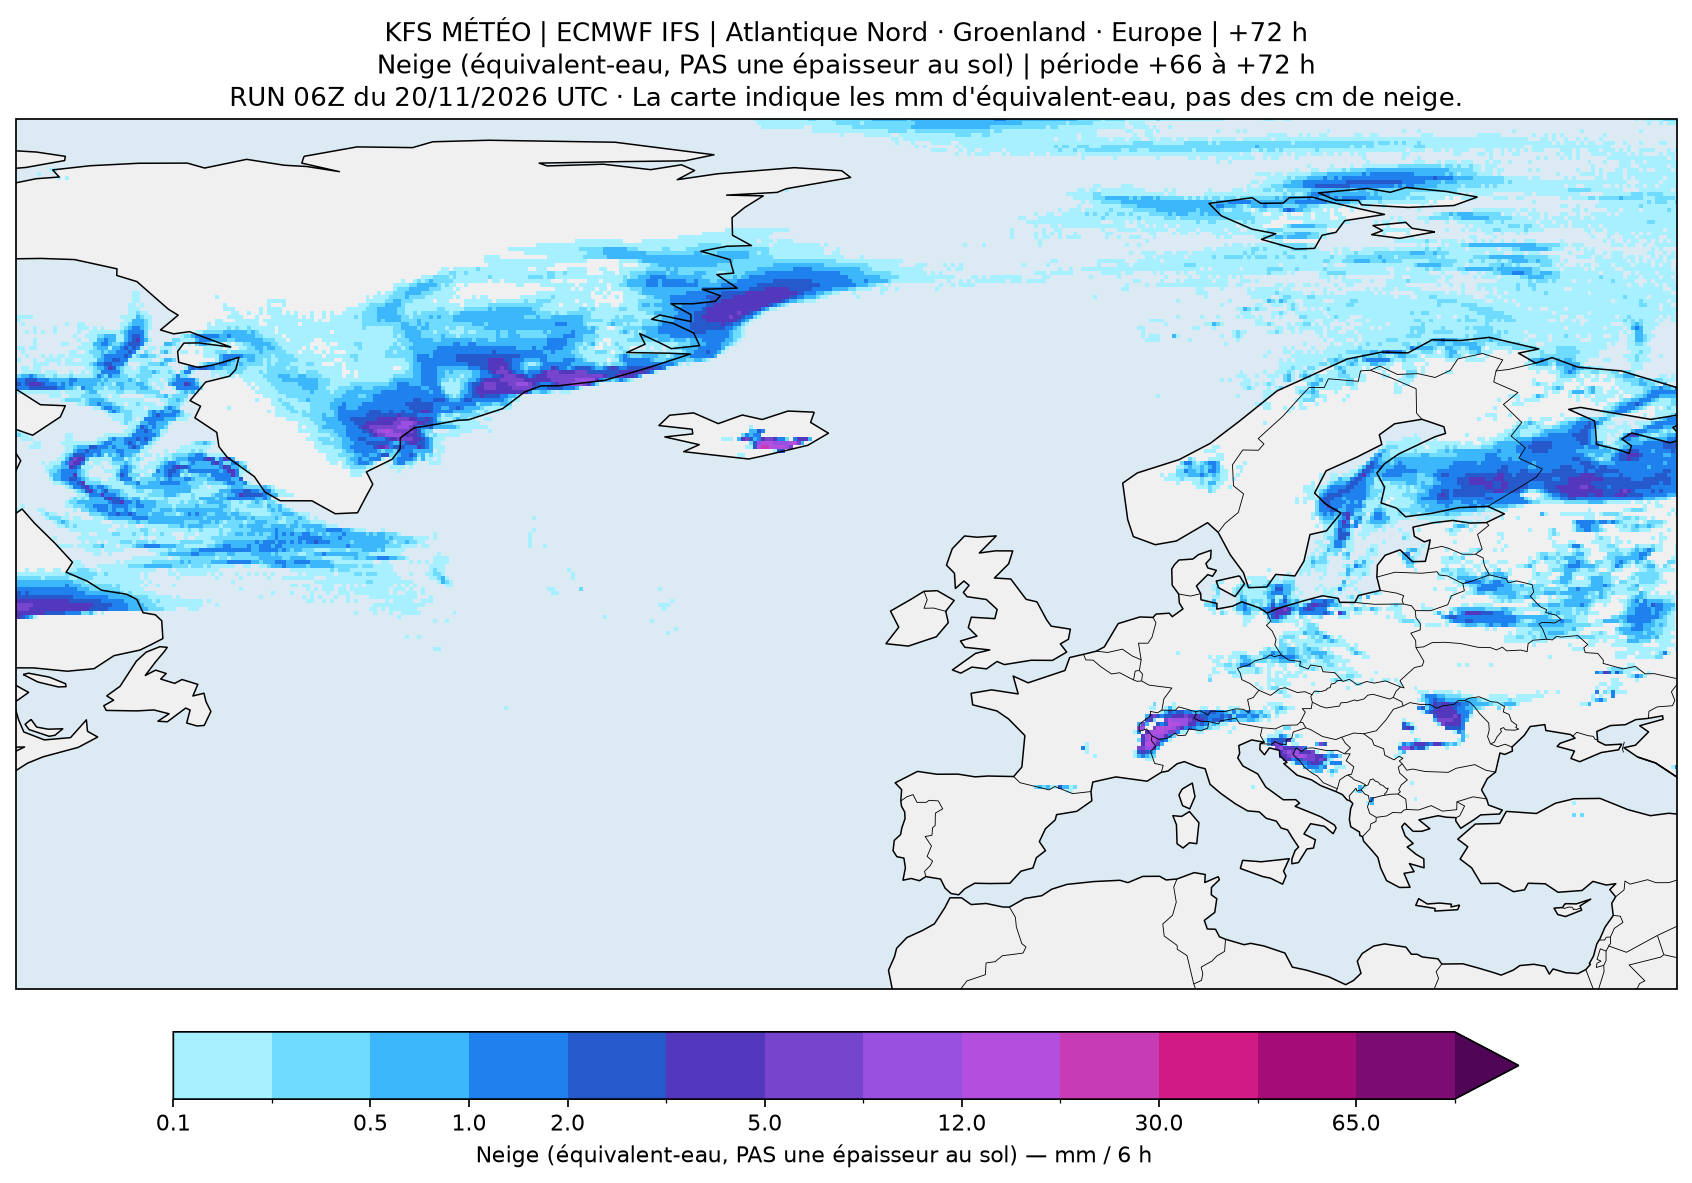 KFS MÉTÉO | ECMWF IFS | Atlantique Nord · Groenland · Europe | +72 h
Neige (équivalent-eau, PAS une épaisseur au sol) | période +66 à +72 h
RUN 06Z du 20/11/2026 UTC · La carte indique les mm d'équivalent-eau, pas des cm de neige.
0.1 0.5 1.0 2.0 5.0 12.0 30.0 65.0
Neige (équivalent-eau, PAS une épaisseur au sol) — mm / 6 h